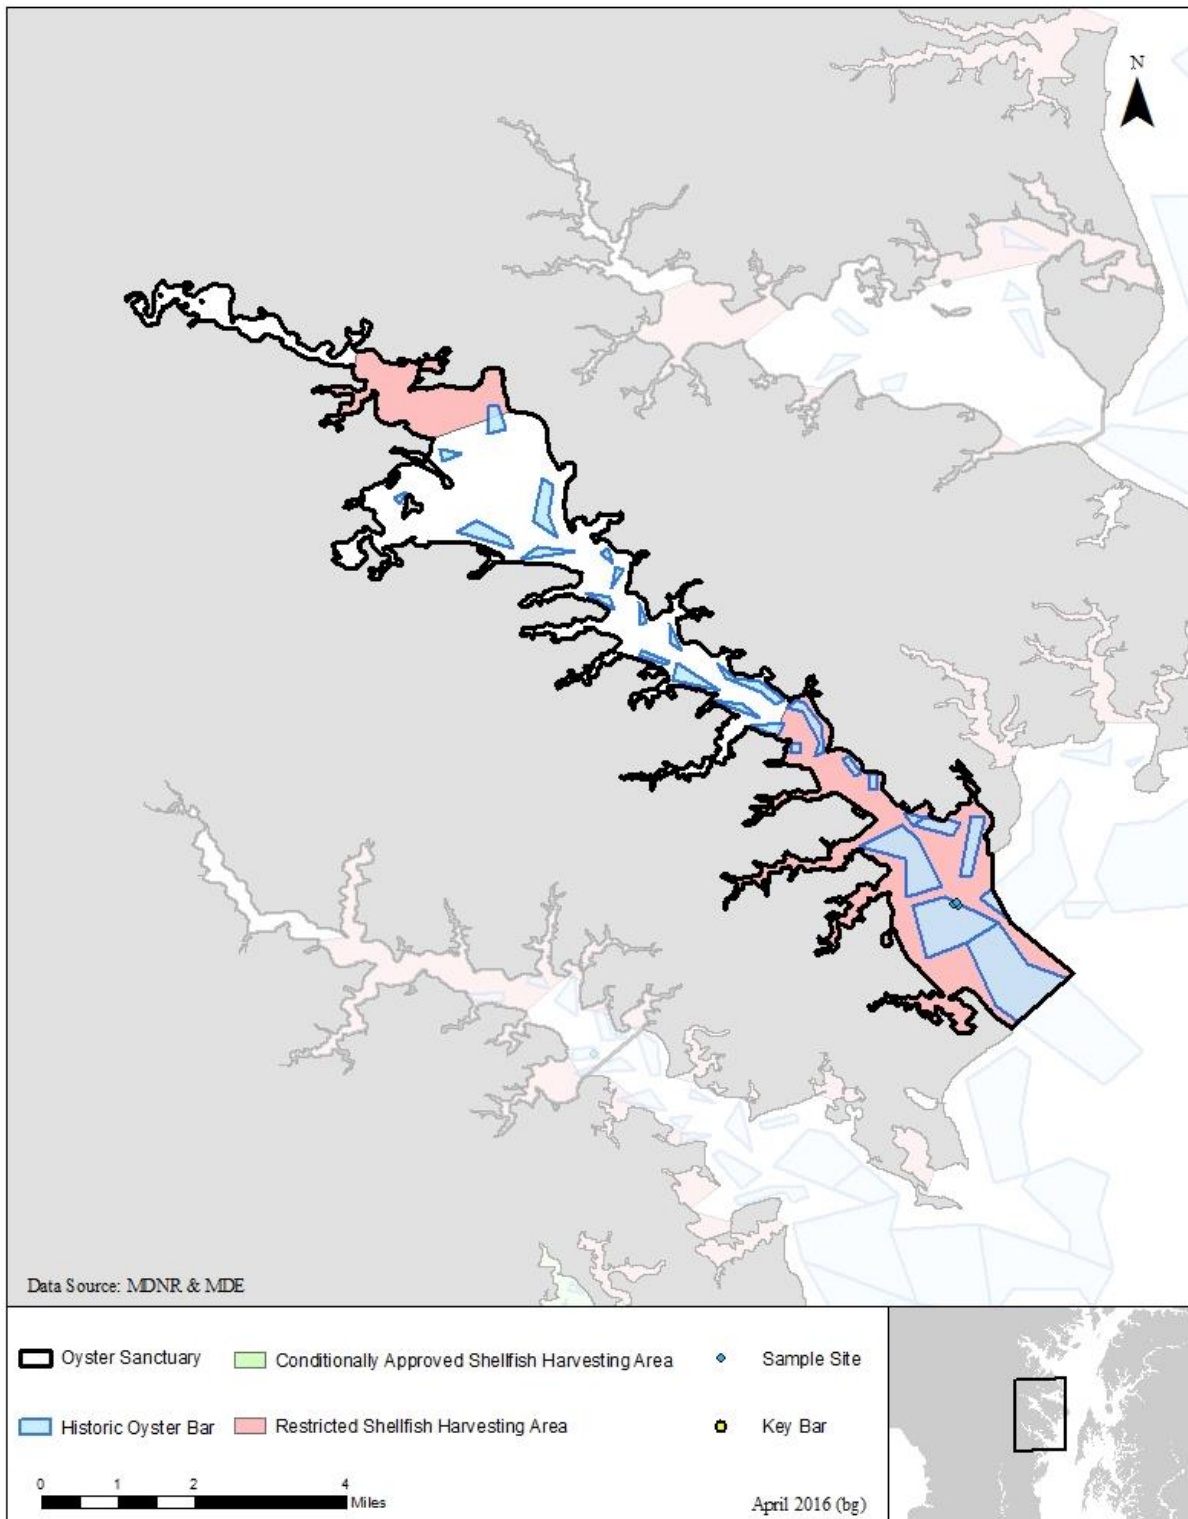 N
Data Source: MDNR & MDE
Oyster Sanctuary
Conditionally Approved Shellfish Harvesting Area
Sample Site
Historic Oyster Bar
Restricted Shellfish Harvesting Area
Key Bar
0 1 2 4
Miles
April 2016 (bg)